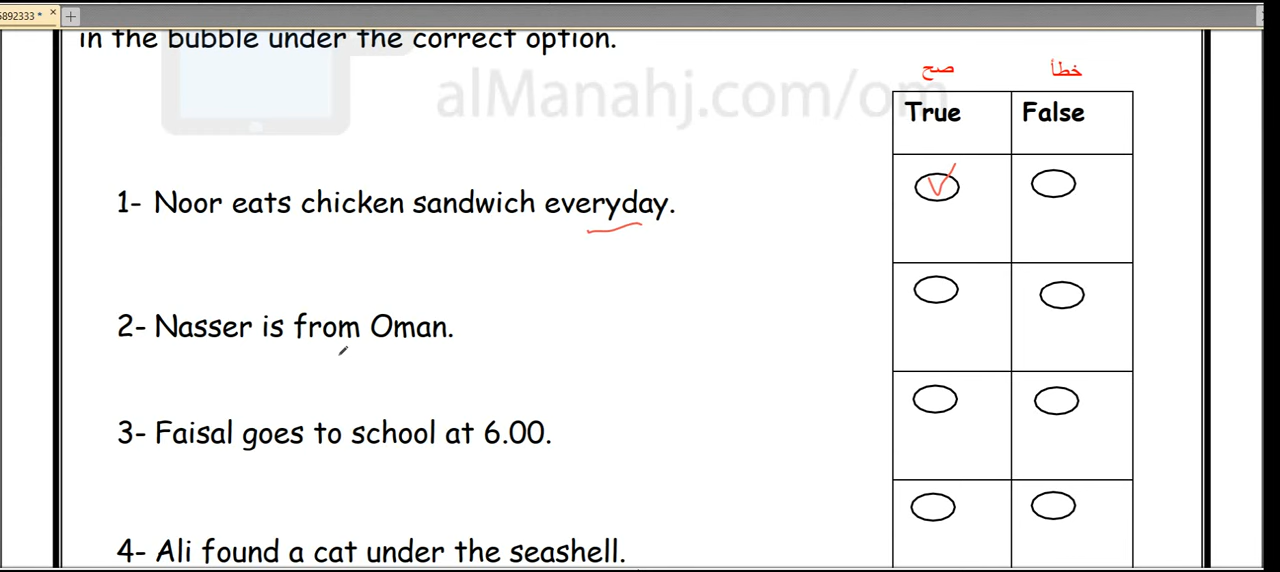 5892333 *
in the bubble under the correct option.
alManahj.com/om
صح خطأ
True False
1- Noor eats chicken sandwich everyday.
2- Nasser is from Oman.
3- Faisal goes to school at 6.00.
4- Ali found a cat under the seashell.